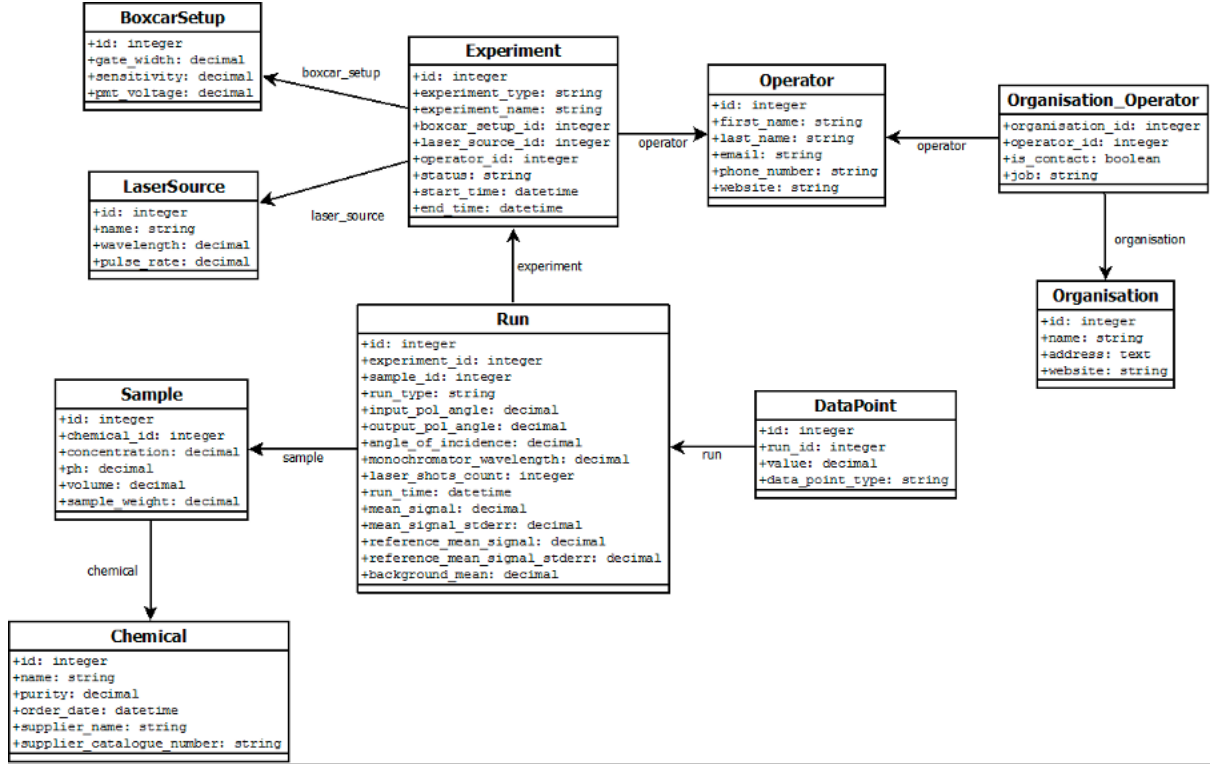 BoxcarSetup
+id: integer
+gate_width: decimal
+sensitivity: decimal
+pmt_voltage: decimal
boxcar_setup
Experiment
+id: integer
+experiment_type: string
+experiment_name: string
+boxcar_setup_id: integer
+laser_source_id: integer
+operator_id: integer
+status: string
+start_time: datetime
+end_time: datetime
operator
Operator
+id: integer
+first_name: string
+last_name: string
+email: string
+phone_number: string
+website: string
operator
Organisation_Operator
+organisation_id: integer
+operator_id: integer
+is_contact: boolean
+job: string
organisation
LaserSource
+id: integer
+name: string
+wavelength: decimal
+pulse_rate: decimal
laser_source
experiment
Organisation
+id: integer
+name: string
+address: text
+website: string
Run
+id: integer
+experiment_id: integer
+sample_id: integer
+run_type: string
+input_pol_angle: decimal
+output_pol_angle: decimal
+angle_of_incidence: decimal
+monochromator_wavelength: decimal
+laser_shots_count: integer
+run_time: datetime
+mean_signal: decimal
+mean_signal_stderr: decimal
+reference_mean_signal: decimal
+reference_mean_signal_stderr: decimal
+background_mean: decimal
Sample
+id: integer
+chemical_id: integer
+concentration: decimal
+ph: decimal
+volume: decimal
+sample_weight: decimal
sample
run
DataPoint
+id: integer
+run_id: integer
+value: decimal
+data_point_type: string
chemical
Chemical
+id: integer
+name: string
+purity: decimal
+order_date: datetime
+supplier_name: string
+supplier_catalogue_number: string